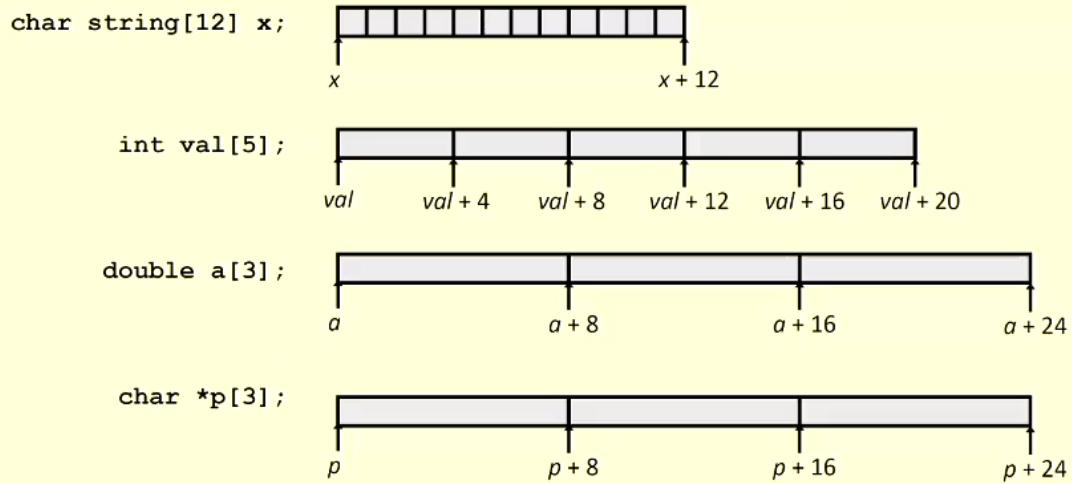 char string[12] x;
x x + 12
int val[5];
val val + 4 val + 8 val + 12 val + 16 val + 20
double a[3];
a a + 8 a + 16 a + 24
char *p[3];
p p + 8 p + 16 p + 24